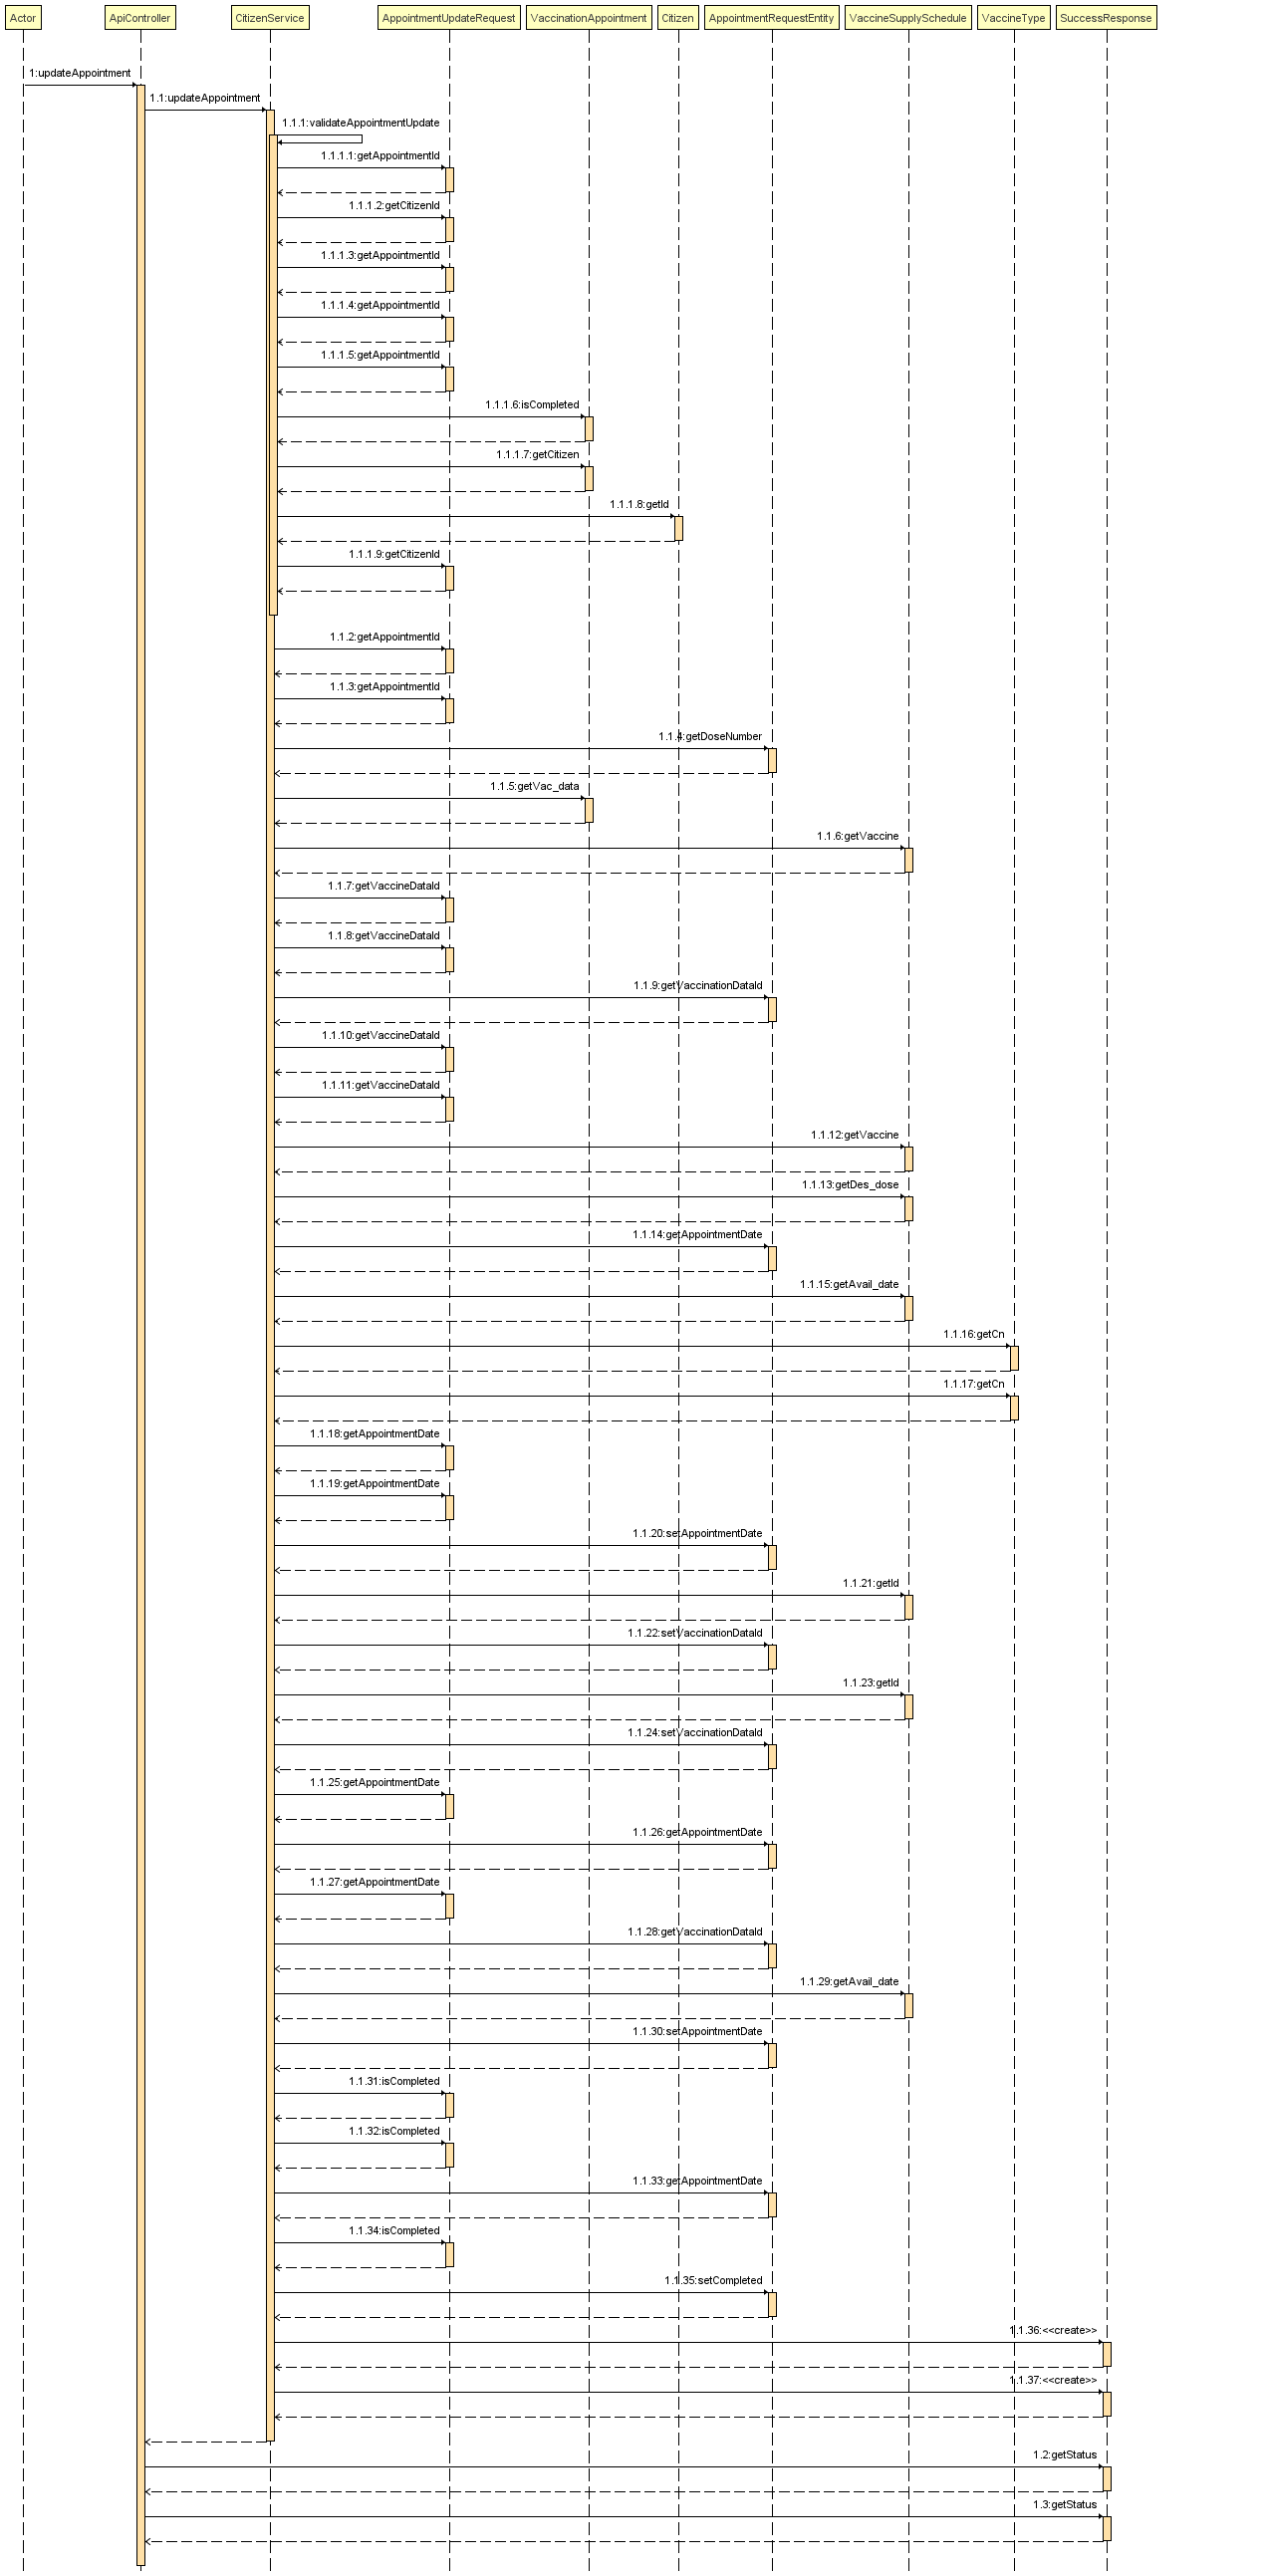 Actor
ApiController
CitizenService
AppointmentUpdateRequest
VaccinationAppointment
Citizen
AppointmentRequestEntity
VaccineSupplySchedule
VaccineType
SuccessResponse
1:updateAppointment
1.1:updateAppointment
1.1.1:validateAppointmentUpdate
1.1.1.1:getAppointmentId
1.1.1.2:getCitizenId
1.1.1.3:getAppointmentId
1.1.1.4:getAppointmentId
1.1.1.5:getAppointmentId
1.1.1.6:isCompleted
1.1.1.7:getCitizen
1.1.1.8:getId
1.1.1.9:getCitizenId
1.1.2:getAppointmentId
1.1.3:getAppointmentId
1.1.4:getDoseNumber
1.1.5:getVac_data
1.1.6:getVaccine
1.1.7:getVaccineDataId
1.1.8:getVaccineDataId
1.1.9:getVaccinationDataId
1.1.10:getVaccineDataId
1.1.11:getVaccineDataId
1.1.12:getVaccine
1.1.13:getDes_dose
1.1.14:getAppointmentDate
1.1.15:getAvail_date
1.1.16:getCn
1.1.17:getCn
1.1.18:getAppointmentDate
1.1.19:getAppointmentDate
1.1.20:setAppointmentDate
1.1.21:getId
1.1.22:setVaccinationDataId
1.1.23:getId
1.1.24:setVaccinationDataId
1.1.25:getAppointmentDate
1.1.26:getAppointmentDate
1.1.27:getAppointmentDate
1.1.28:getVaccinationDataId
1.1.29:getAvail_date
1.1.30:setAppointmentDate
1.1.31:isCompleted
1.1.32:isCompleted
1.1.33:getAppointmentDate
1.1.34:isCompleted
1.1.35:setCompleted
1.1.36:<<create>>
1.1.37:<<create>>
1.2:getStatus
1.3:getStatus